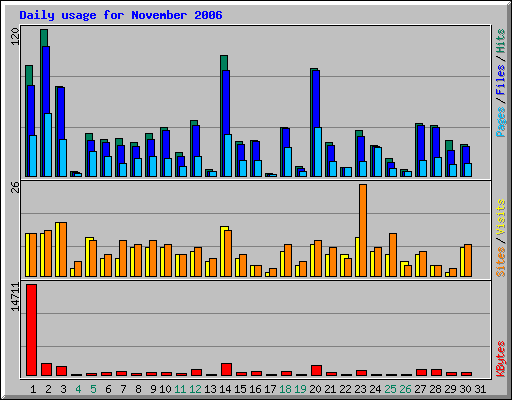 Daily usage for November 2006
120
Pages / Files / Hits
26
Sites / Visits
14711
KBytes
1 2 3 4 5 6 7 8 9 10 11 12 13 14 15 16 17 18 19 20 21 22 23 24 25 26 27 28 29 30 31